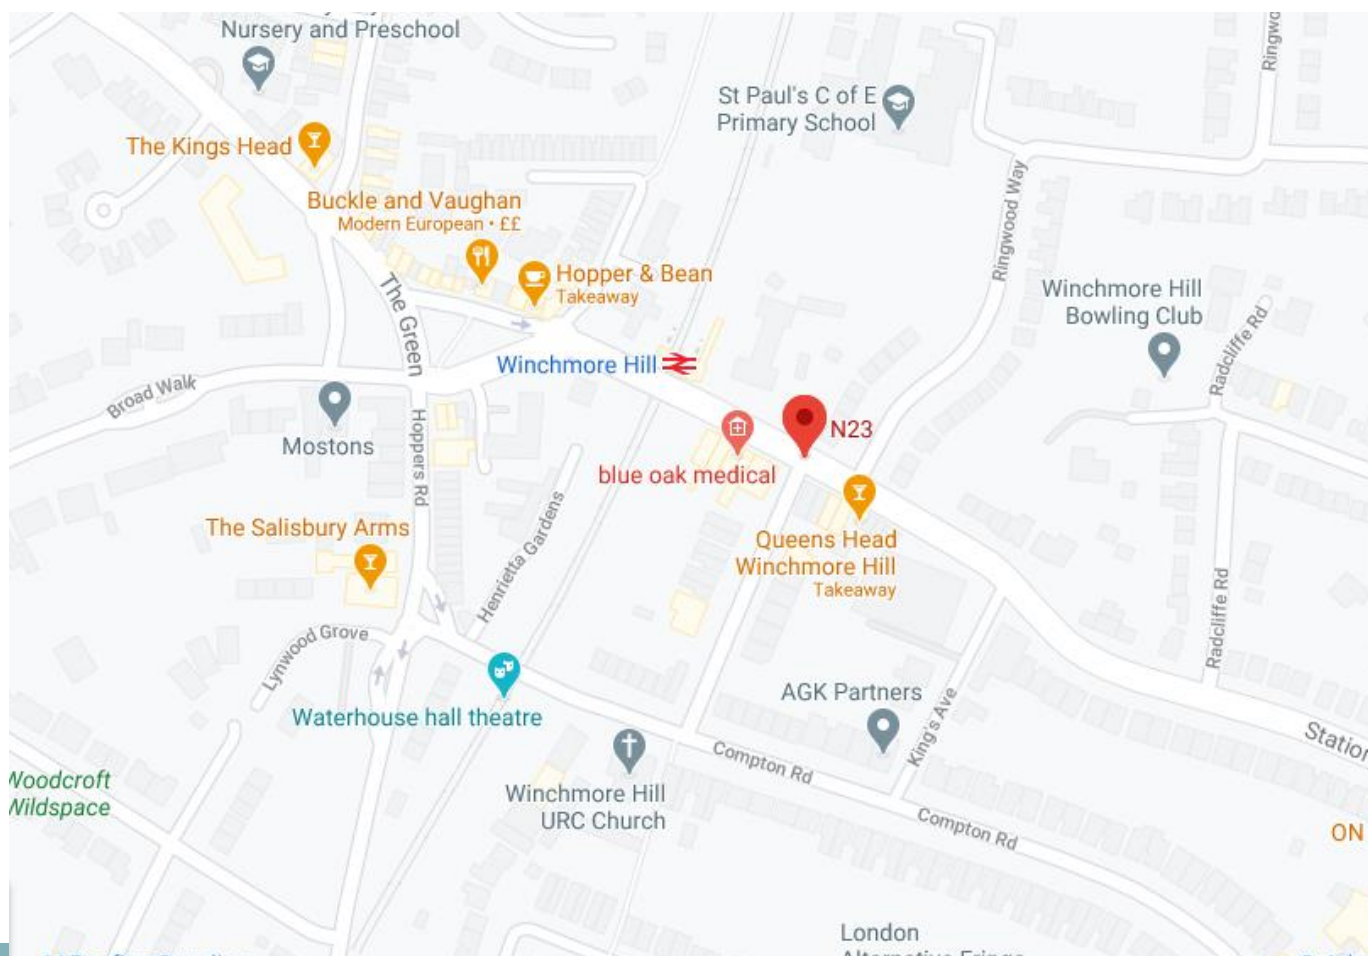 Nursery and Preschool
St Paul's C of E
Primary School
Ringwo
The Kings Head
Buckle and Vaughan
Modern European • ££
Hopper & Bean
Takeaway
Ringwood Way
Winchmore Hill
Bowling Club
Radcliffe Rd
The Green
Winchmore Hill
Broad Walk
Mostons
Hoppers Rd
N23
blue oak medical
The Salisbury Arms
Henrietta Gardens
Queens Head
Winchmore Hill
Takeaway
Radcliffe Rd
Lynwood Grove
Waterhouse hall theatre
AGK Partners
King's Ave
Station
Compton Rd
Woodcroft
Wildspace
Winchmore Hill
URC Church
Compton Rd
ON
London